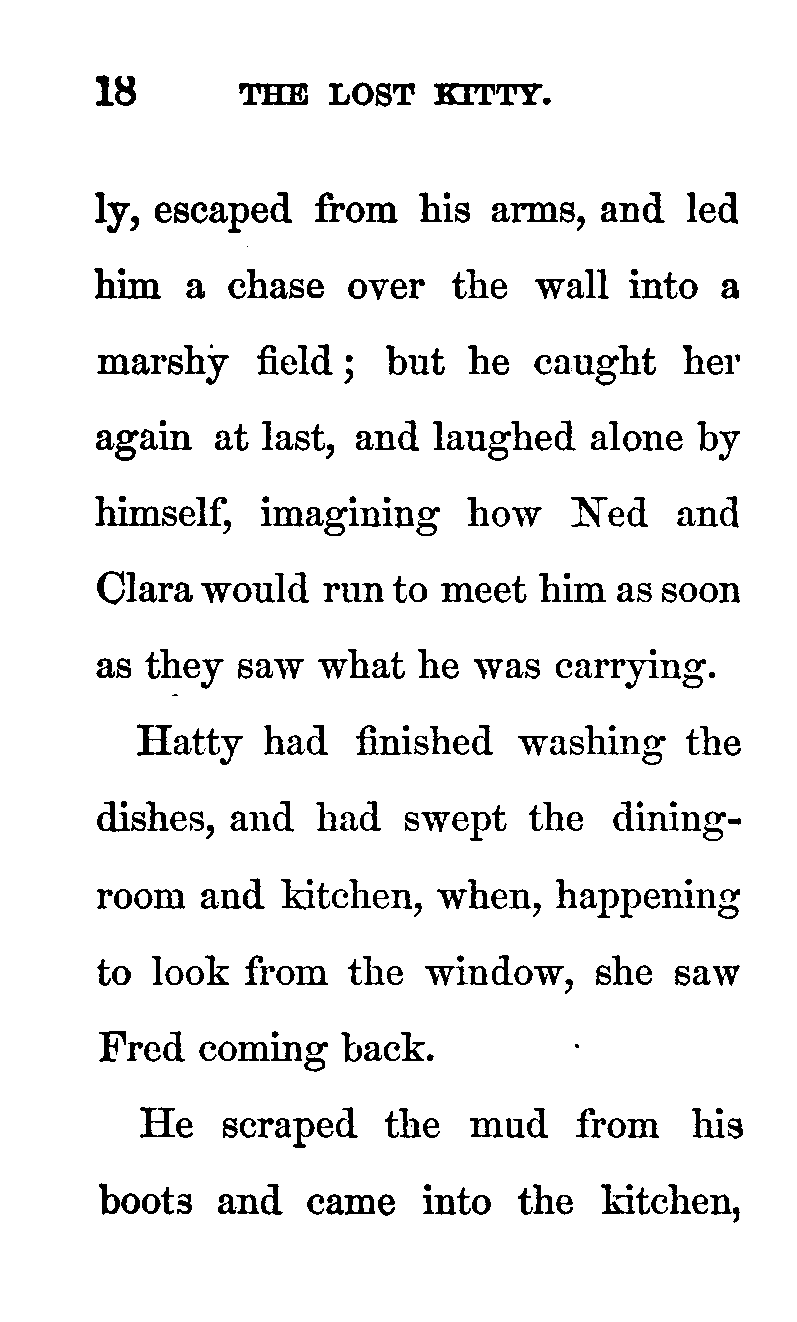 18 THE LOST KITTY.
ly, escaped from his arms, and led
him a chase over the wall into a
marshy field; but he caught her
again at last, and laughed alone by
himself, imagining how Ned and
Clara would run to meet him as soon
as they saw what he was carrying.
Hatty had finished washing the
dishes, and had swept the dining-
room and kitchen, when, happening
to look from the window, she saw
Fred coming back.
He scraped the mud from his
boots and came into the kitchen,